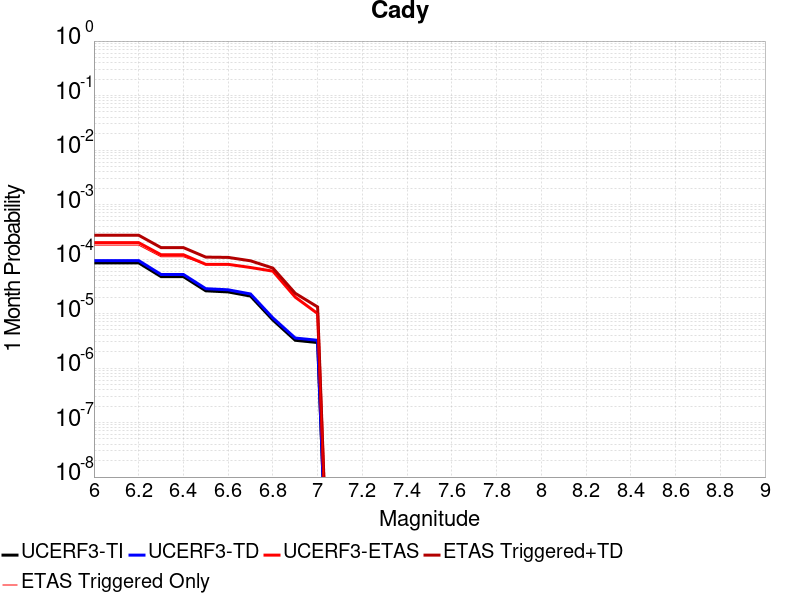 Cady
10^0
10^-1
10^-2
10^-3
10^-4
10^-5
10^-6
10^-7
10^-8
1 Month Probability
6 6.2 6.4 6.6 6.8 7 7.2 7.4 7.6 7.8 8 8.2 8.4 8.6 8.8 9
Magnitude
UCERF3-TI UCERF3-TD UCERF3-ETAS ETAS Triggered+TD
ETAS Triggered Only